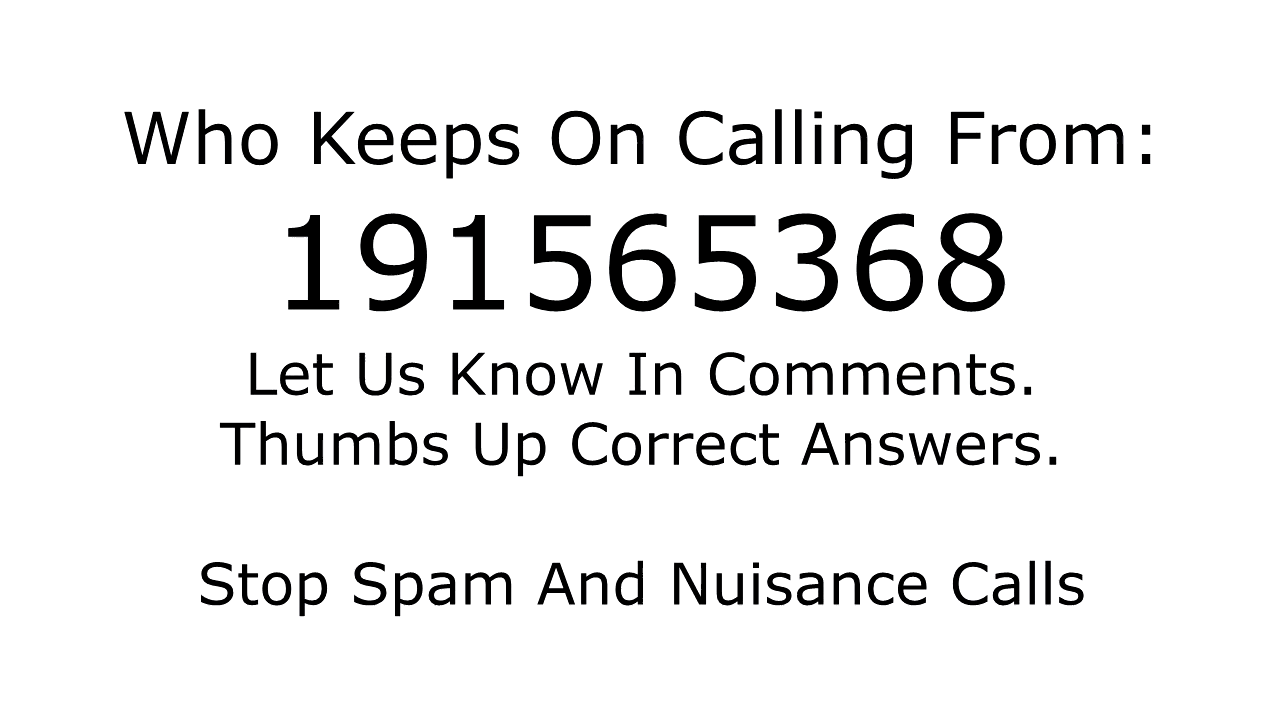 Who Keeps On Calling From:
191565368
Let Us Know In Comments.
Thumbs Up Correct Answers.
Stop Spam And Nuisance Calls